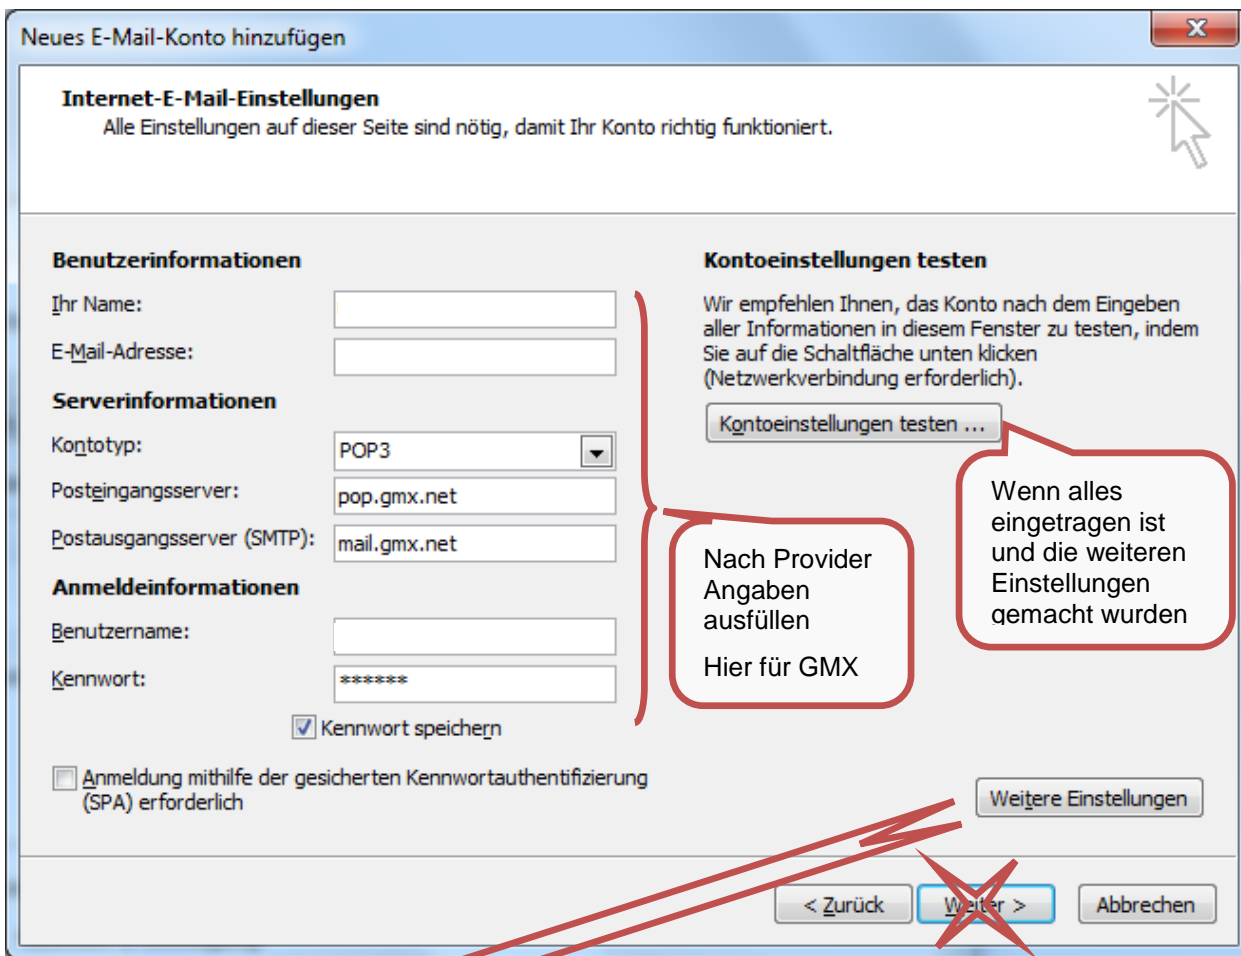 Neues E-Mail-Konto hinzufügen
Internet-E-Mail-Einstellungen
Alle Einstellungen auf dieser Seite sind nötig, damit Ihr Konto richtig funktioniert.
Benutzerinformationen
Ihr Name:
E-Mail-Adresse:
Serverinformationen
Kontotyp:
POP3
Posteingangsserver:
pop.gmx.net
Postausgangsserver (SMTP):
mail.gmx.net
Anmeldeinformationen
Benutzername:
Kennwort:
******
Kennwort speichern
Anmeldung mithilfe der gesicherten Kennwortauthentifizierung
(SPA) erforderlich
Kontoeinstellungen testen
Wir empfehlen Ihnen, das Konto nach dem Eingeben
aller Informationen in diesem Fenster zu testen, indem
Sie auf die Schaltfläche unten klicken
(Netzwerkverbindung erforderlich).
Kontoeinstellungen testen ...
Wenn alles
eingetragen ist
und die weiteren
Einstellungen
gemacht wurden
Nach Provider
Angaben
ausfüllen
Hier für GMX
Weitere Einstellungen
< Zurück
Weiter >
Abbrechen